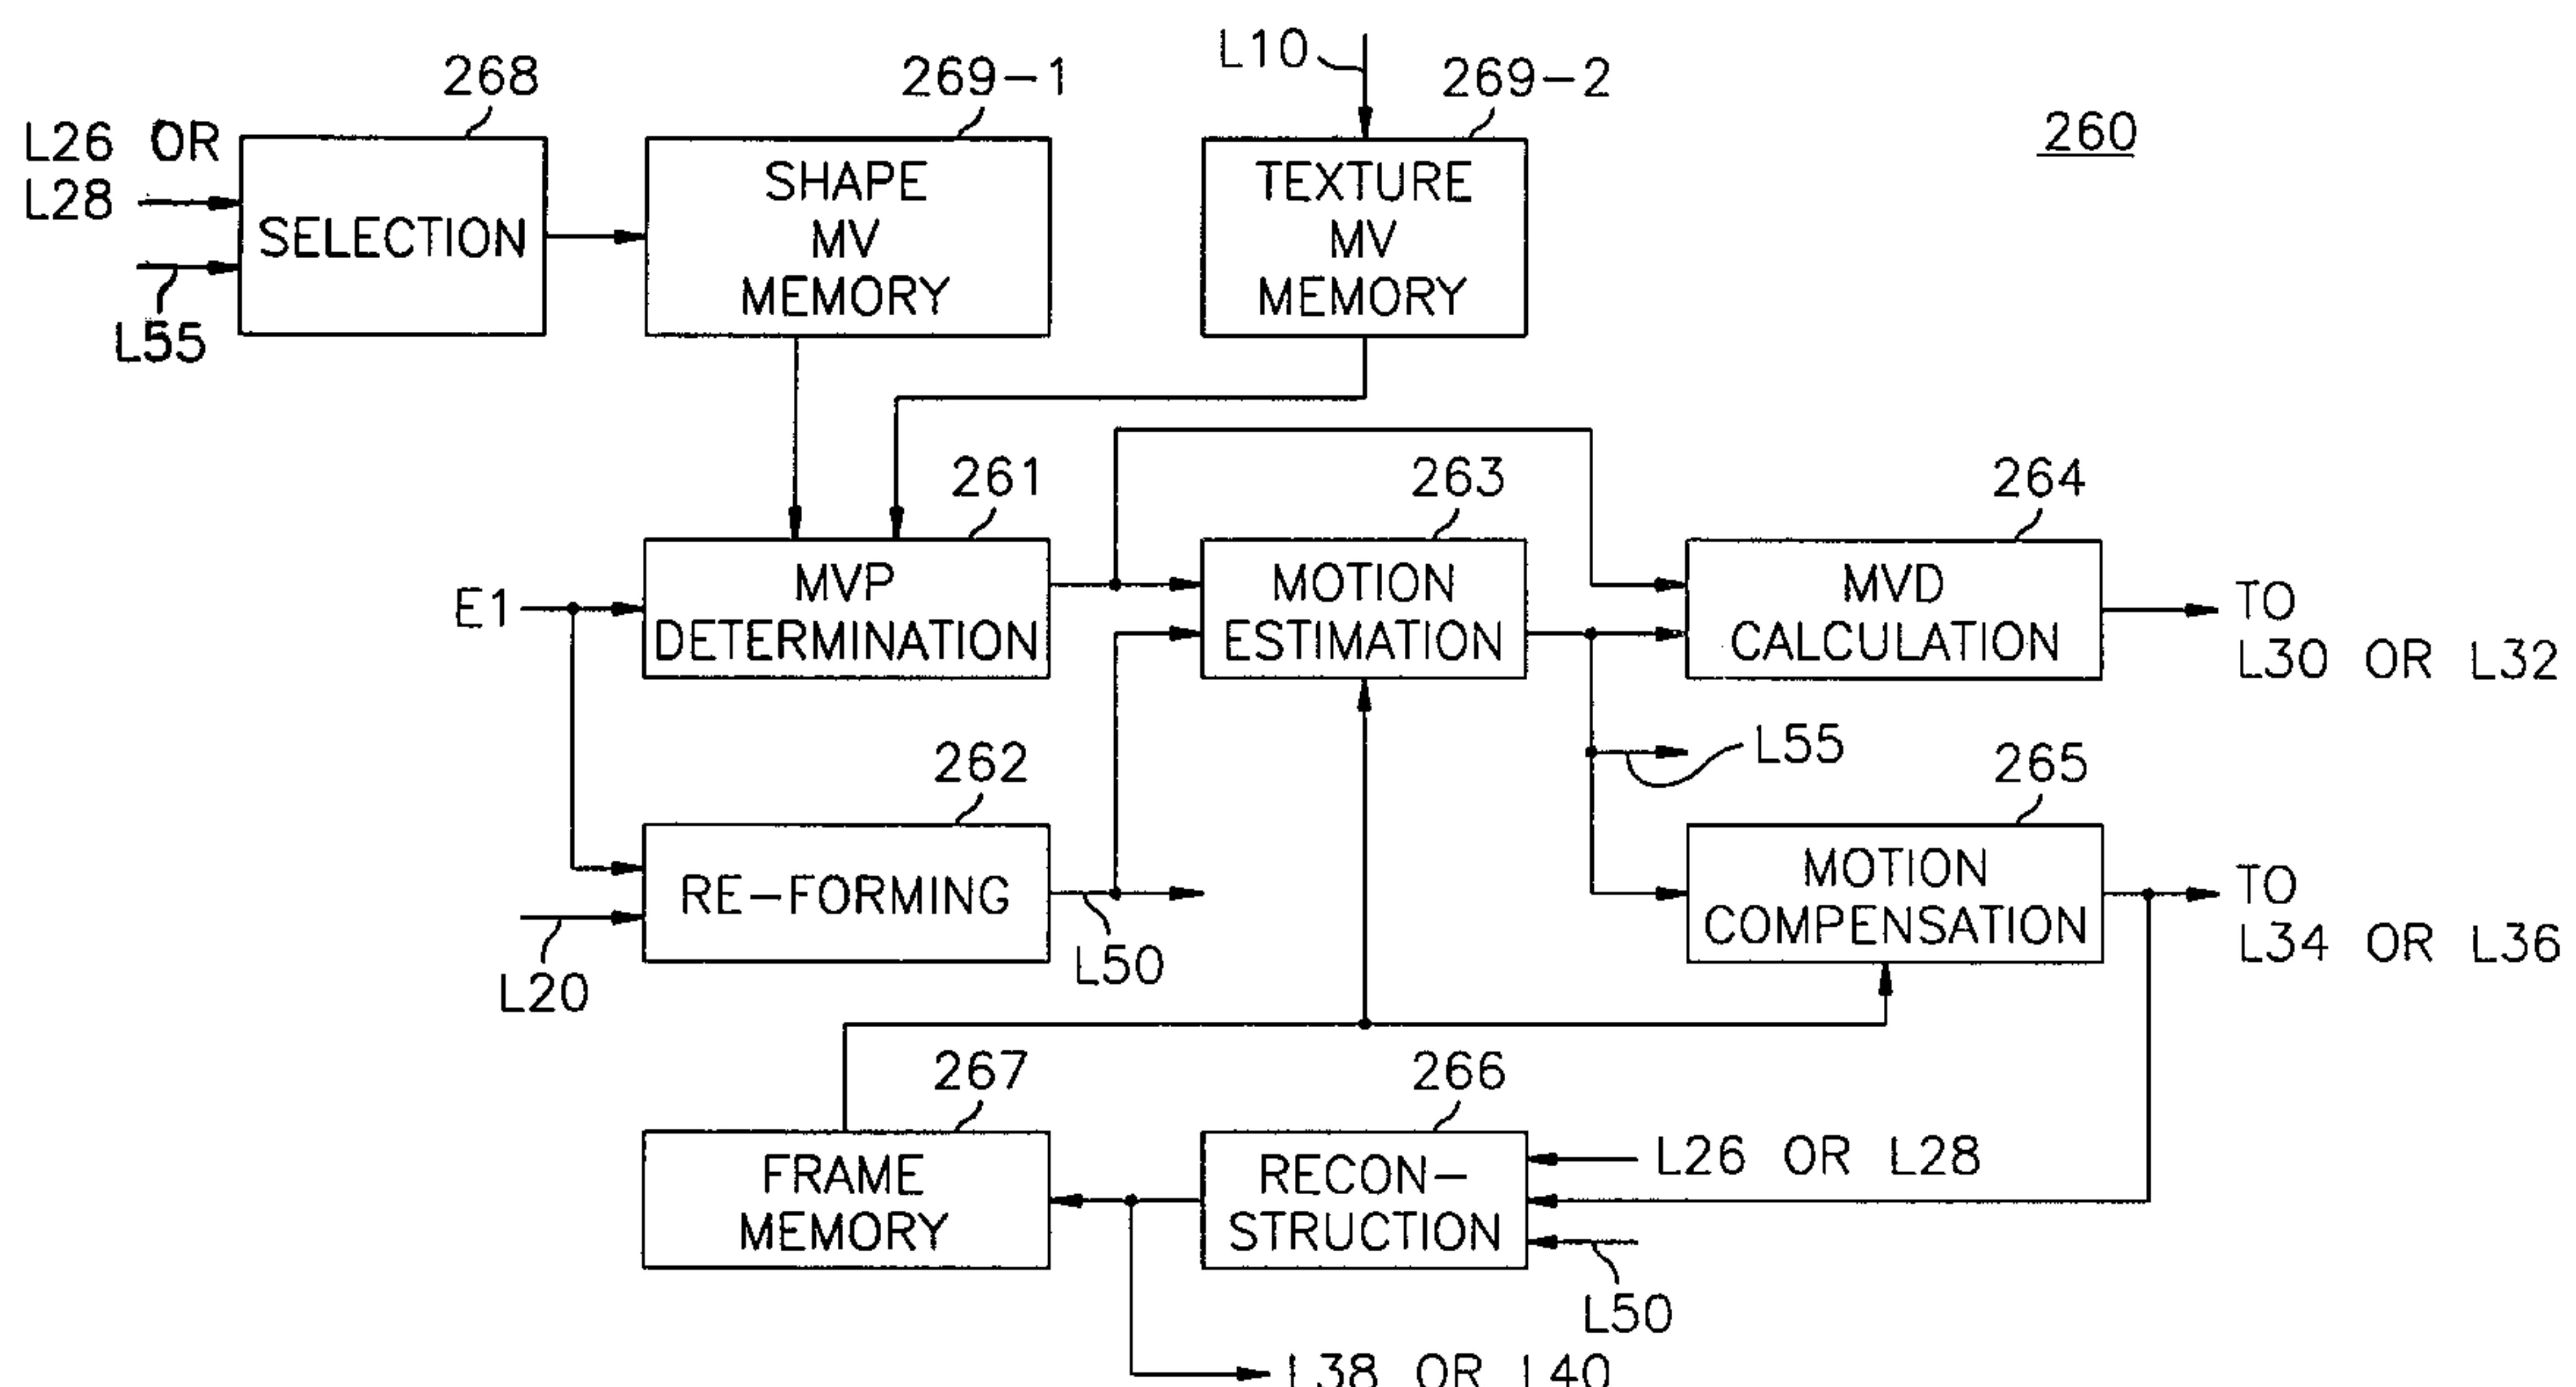 268
269-1
L10
269-2
260
L26 OR
L28
L55
SELECTION
SHAPE
MV
MEMORY
TEXTURE
MV
MEMORY
261
263
264
E1
MVP
DETERMINATION
MOTION
ESTIMATION
MVD
CALCULATION
TO
L30 OR L32
L55
262
265
L20
RE-FORMING
L50
MOTION
COMPENSATION
TO
L34 OR L36
267
266
FRAME
MEMORY
RECON-
STRUCTION
L26 OR L28
L50
L38 OR L40